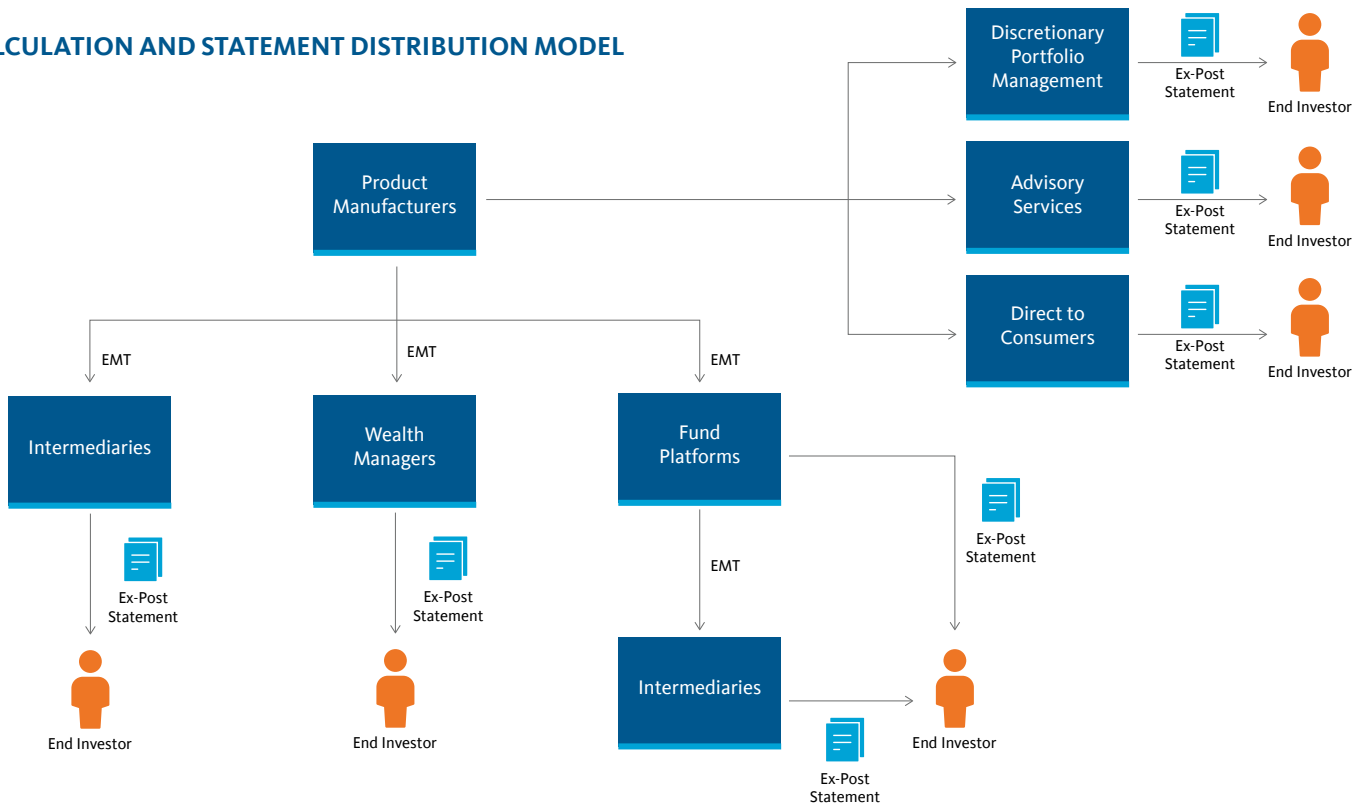 LCULATION AND STATEMENT DISTRIBUTION MODEL
Discretionary
Portfolio
Management
Ex-Post
Statement
End Investor
Product
Manufacturers
Advisory
Services
Ex-Post
Statement
End Investor
Direct to
Consumers
Ex-Post
Statement
End Investor
EMT
EMT
EMT
Intermediaries
Wealth
Managers
Fund
Platforms
Ex-Post
Statement
Ex-Post
Statement
EMT
Ex-Post
Statement
End Investor
End Investor
Intermediaries
Ex-Post
Statement
End Investor